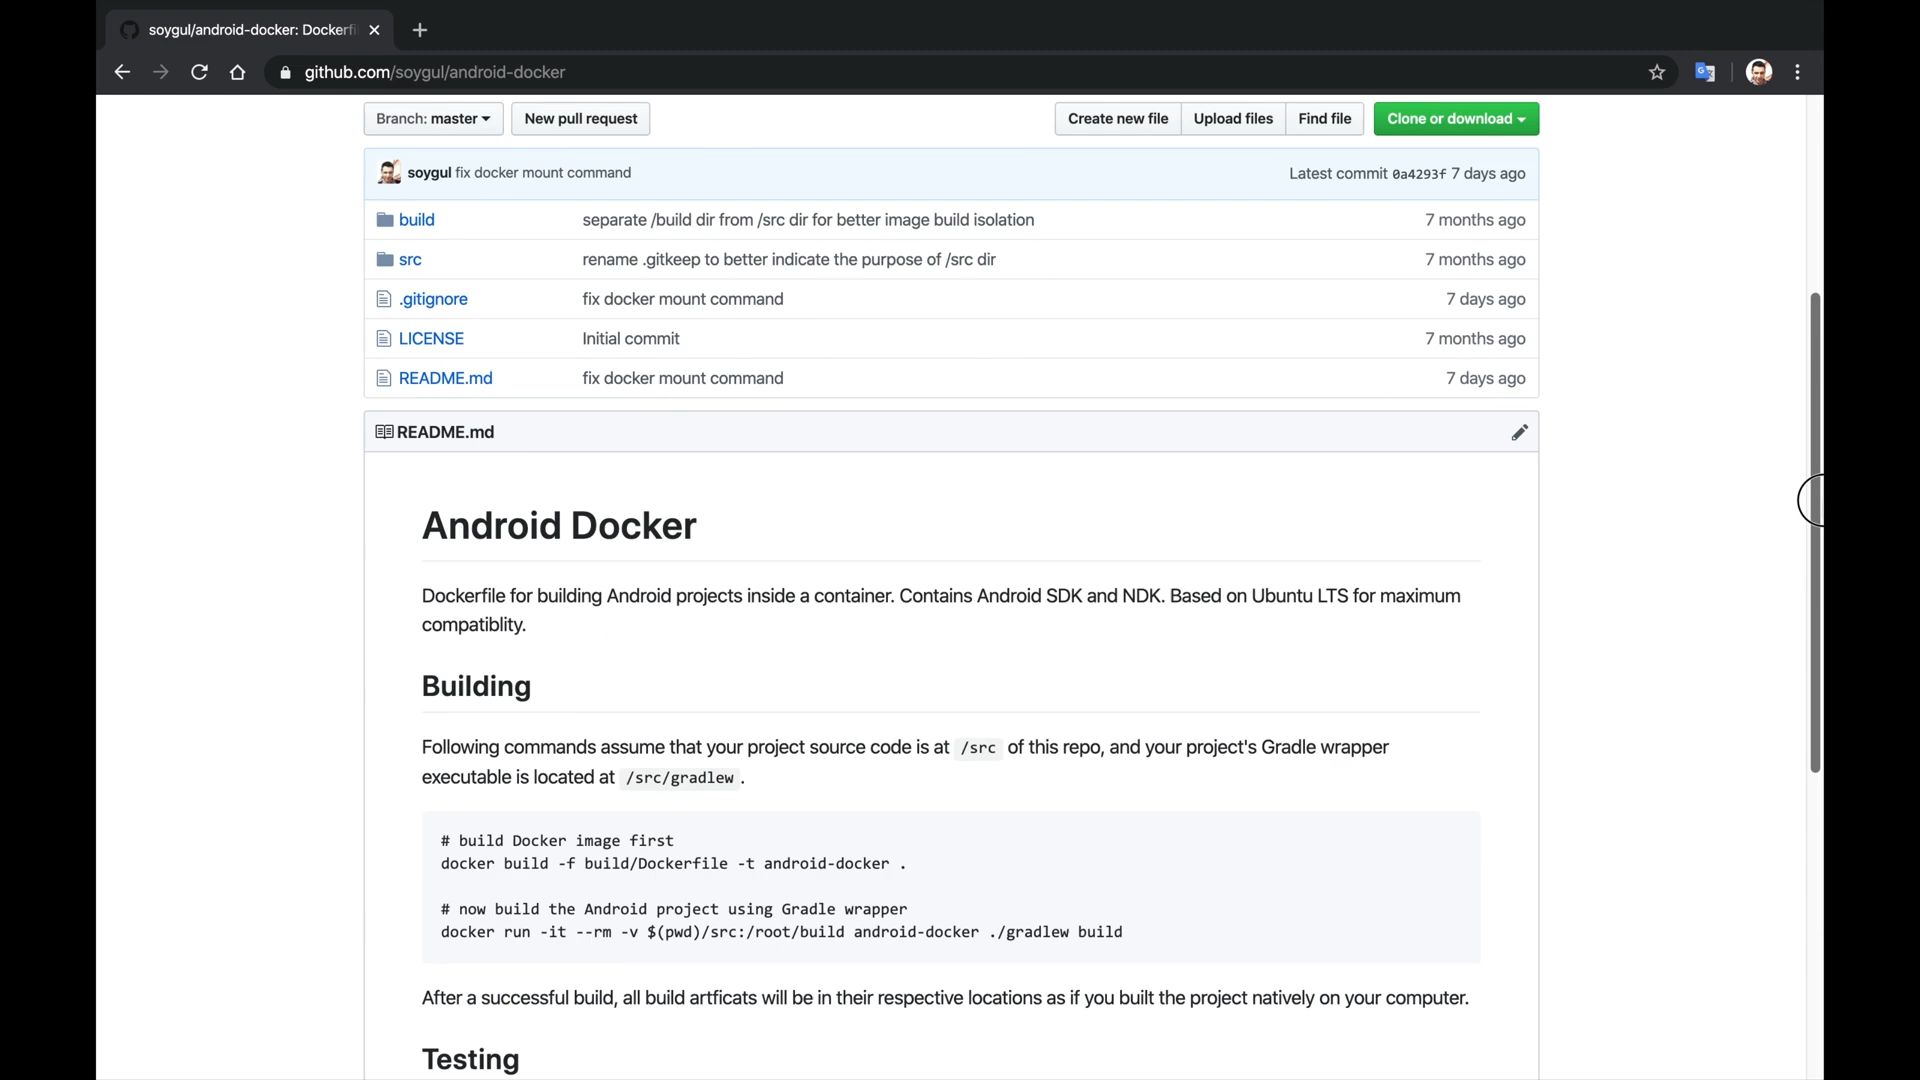 soygul/android-docker: Dockerfi
github.com/soygul/android-docker
Branch: master
New pull request
Create new file
Upload files
Find file
Clone or download
soygul fix docker mount command
Latest commit 0a4293f 7 days ago
build
separate /build dir from /src dir for better image build isolation
7 months ago
src
rename .gitkeep to better indicate the purpose of /src dir
7 months ago
.gitignore
fix docker mount command
7 days ago
LICENSE
Initial commit
7 months ago
README.md
fix docker mount command
7 days ago
README.md
Android Docker
Dockerfile for building Android projects inside a container. Contains Android SDK and NDK. Based on Ubuntu LTS for maximum
compatiblity.
Building
Following commands assume that your project source code is at /src of this repo, and your project's Gradle wrapper
executable is located at /src/gradlew .
# build Docker image first
docker build -f build/Dockerfile -t android-docker .
# now build the Android project using Gradle wrapper
docker run -it --rm -v $(pwd)/src:/root/build android-docker ./gradlew build
After a successful build, all build artficats will be in their respective locations as if you built the project natively on your computer.
Testing